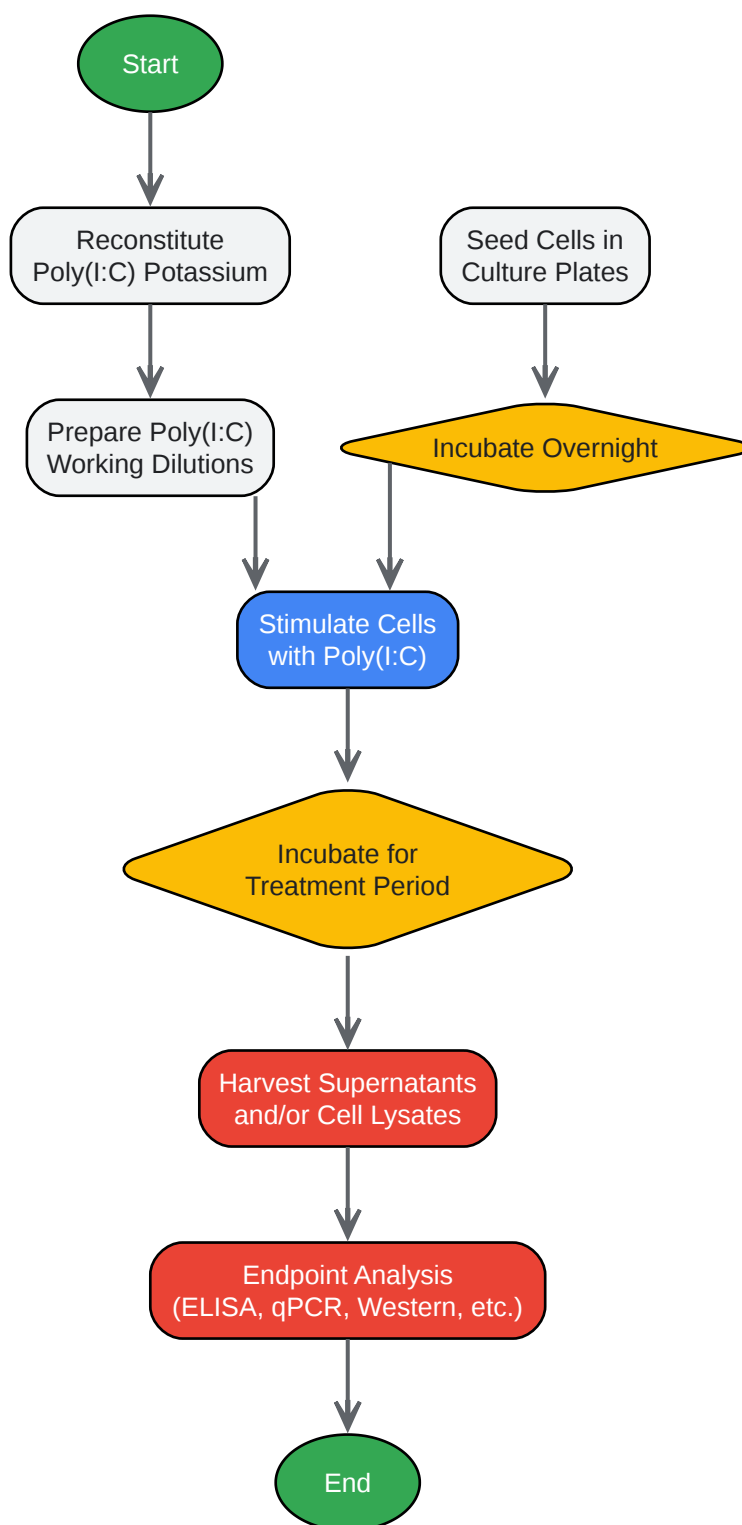 Start
Reconstitute
Poly(I:C) Potassium
Seed Cells in
Culture Plates
Prepare Poly(I:C)
Working Dilutions
Incubate Overnight
Stimulate Cells
with Poly(I:C)
Incubate for
Treatment Period
Harvest Supernatants
and/or Cell Lysates
Endpoint Analysis
(ELISA, qPCR, Western, etc.)
End